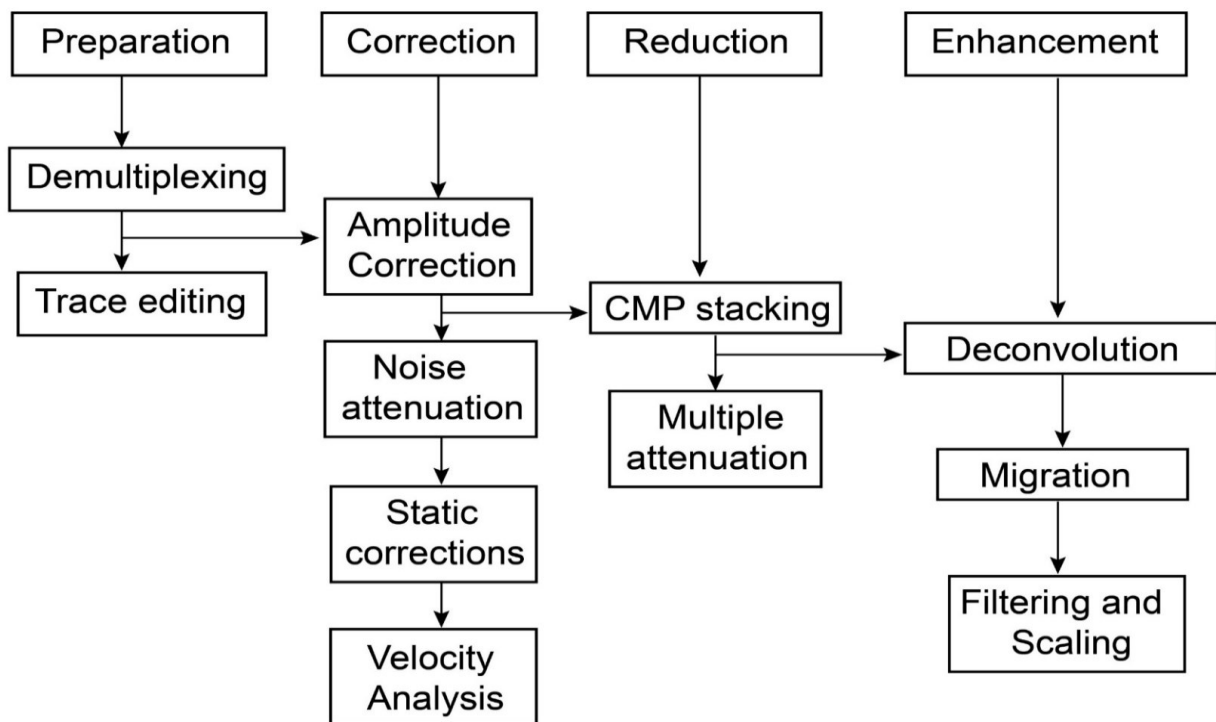 Preparation
Correction
Reduction
Enhancement
Demultiplexing
Trace editing
Amplitude
Correction
Noise
attenuation
Static
corrections
Velocity
Analysis
CMP stacking
Multiple
attenuation
Deconvolution
Migration
Filtering and
Scaling